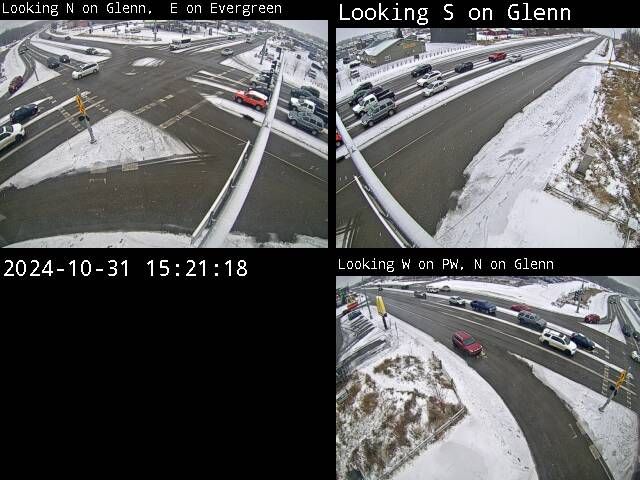 Looking N on Glenn,  E on Evergreen
Looking S on Glenn
2024-10-31 15:21:18
Looking W on PW, N on Glenn